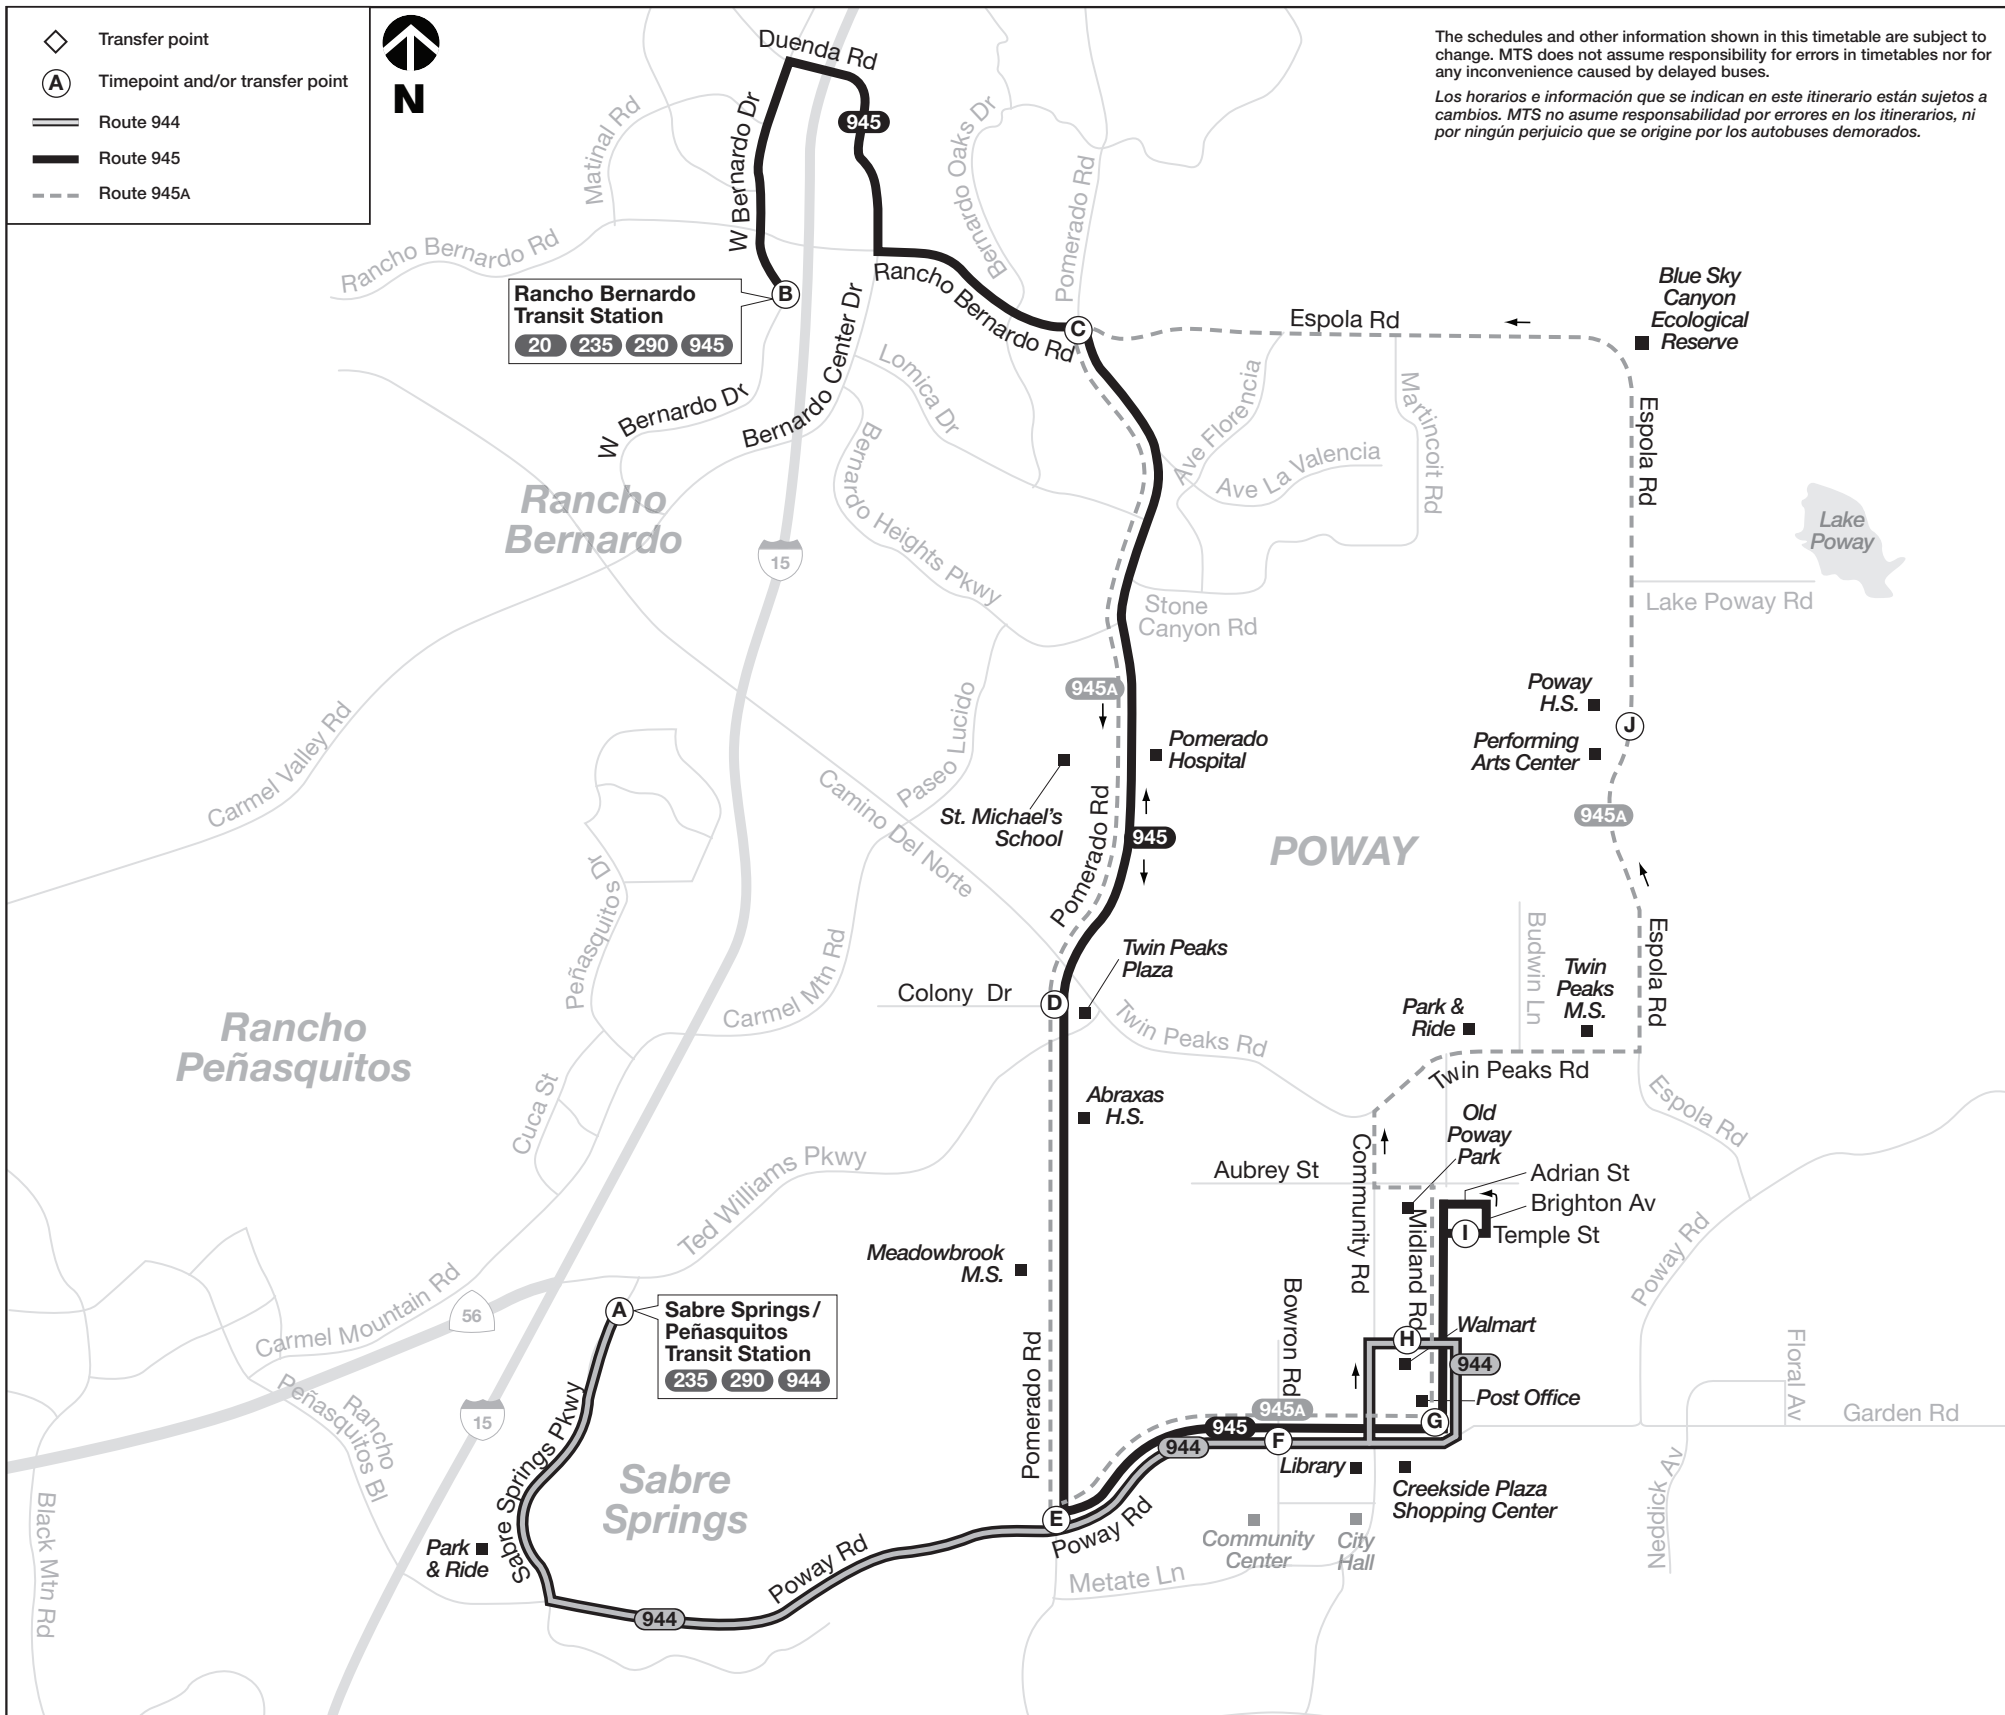 Transfer point
A
Timepoint and/or transfer point
Route 944
Route 945
Route 945A
N
The schedules and other information shown in this timetable are subject to
change. MTS does not assume responsibility for errors in timetables nor for
any inconvenience caused by delayed buses.
Los horarios e información que se indican en este itinerario están sujetos a
cambios. MTS no asume responsabilidad por errores en los itinerarios, ni
por ningún perjuicio que se origine por los autobuses demorados.
Duenda Rd
945
W Bernardo Dr
Matinal Rd
Bernardo Oaks Dr
Pomerado Rd
Rancho Bernardo Rd
Rancho Bernardo
Transit Station
20
235
290
945
B
Rancho Bernardo Rd
C
Espola Rd
Blue Sky
Canyon
Ecological
Reserve
Bernardo Center Dr
W Bernardo Dr
Lomica Dr
Bernardo Heights Pkwy
Ave Florencia
Ave La Valencia
Martincoit Rd
Espola Rd
Rancho
Bernardo
15
Lake
Poway
Lake Poway Rd
Stone
Canyon Rd
945A
Poway
H.S.
J
Performing
Arts Center
Pomerado
Hospital
Paseo Lucido
Carmel Valley Rd
Camino Del Norte
St. Michael's
School
Pomerado Rd
945
POWAY
945A
Peñasquitos Dr
Carmel Mtn Rd
Twin Peaks
Plaza
Colony Dr
D
Budwin Ln
Espola Rd
Twin
Peaks
M.S.
Park &
Ride
Twin Peaks Rd
Twin Peaks Rd
Rancho
Peñasquitos
Cuca St
Abraxas
H.S.
Old
Poway
Park
Espola Rd
Ted Williams Pkwy
Community Rd
Aubrey St
Adrian St
Brighton Av
I
Temple St
Midland Rd
Poway Rd
Meadowbrook
M.S.
Carmel Mountain Rd
56
A
Sabre Springs/
Peñasquitos
Transit Station
235
290
944
Bowron Rd
Walmart
H
944
Floral Av
Post Office
Pomerado Rd
945A
G
Garden Rd
Rancho
Peñasquitos Bl
15
Sabre Springs Pkwy
945
944
F
Library
Creekside Plaza
Shopping Center
Neddick Av
Sabre
Springs
Black Mtn Rd
Park
& Ride
E
Poway Rd
Community
Center
City
Hall
Poway Rd
Metate Ln
944